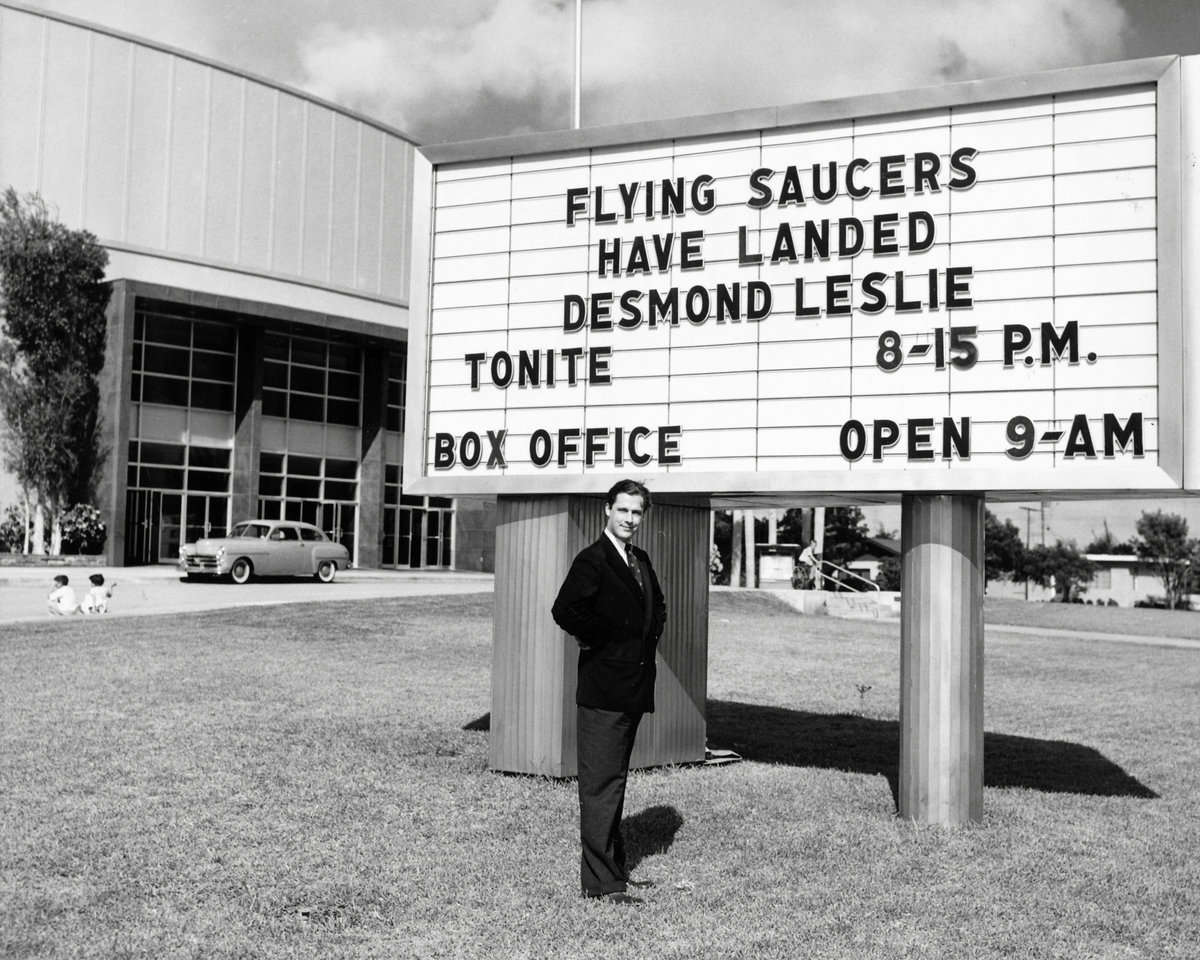 FLYING SAUCERS
HAVE LANDED
DESMOND LESLIE
TONITE 8-15 P.M.
BOX OFFICE OPEN 9-AM